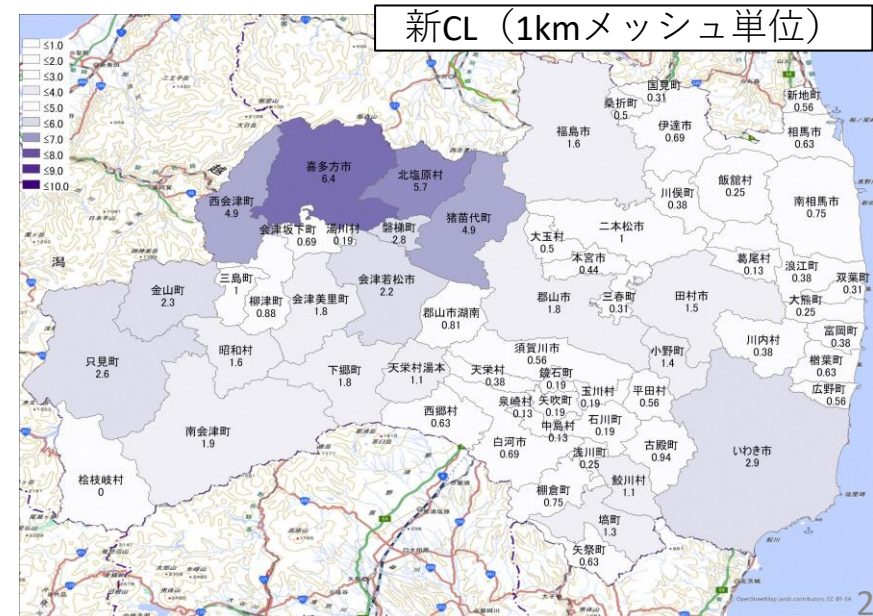 新CL（1kmメッシュ単位）
≤1.0
≤2.0
≤3.0
≤4.0
≤5.0
≤6.0
≤7.0
≤8.0
≤9.0
≤10.0
国見町
0.31
桑折町
0.5
新地町
0.56
福島市
1.6
伊達市
0.69
相馬市
0.63
喜多方市
6.4
北塩原村
5.7
西会津町
4.9
猪苗代町
4.9
川俣町
0.38
飯舘村
0.25
南相馬市
0.75
会津坂下町
0.69
湯川村
0.19
磐梯町
2.8
大玉村
0.5
二本松市
1
本宮市
0.44
葛尾村
0.13
浪江町
0.38
双葉町
0.31
金山町
2.3
三島町
1
柳津町
0.88
会津美里町
1.8
会津若松市
2.2
郡山市湖南
0.81
郡山市
1.8
三春町
0.31
田村市
1.5
大熊町
0.25
富岡町
0.38
川内村
0.38
楢葉町
0.63
広野町
0.56
只見町
2.6
昭和村
1.6
下郷町
1.8
天栄村湯本
1.1
天栄村
0.38
須賀川市
0.56
鏡石町
0.19
小野町
1.4
泉崎村
0.13
矢吹町
0.19
玉川村
0.19
平田村
0.56
中島村
0.13
石川町
0.19
西郷村
0.63
白河市
0.69
浅川町
0.25
古殿町
0.94
いわき市
2.9
南会津町
1.9
檜枝岐村
0
棚倉町
0.75
鮫川村
1.1
塙町
1.3
矢祭町
0.63
OpenStreetMap (and) contributors, CC-BY-SA
2